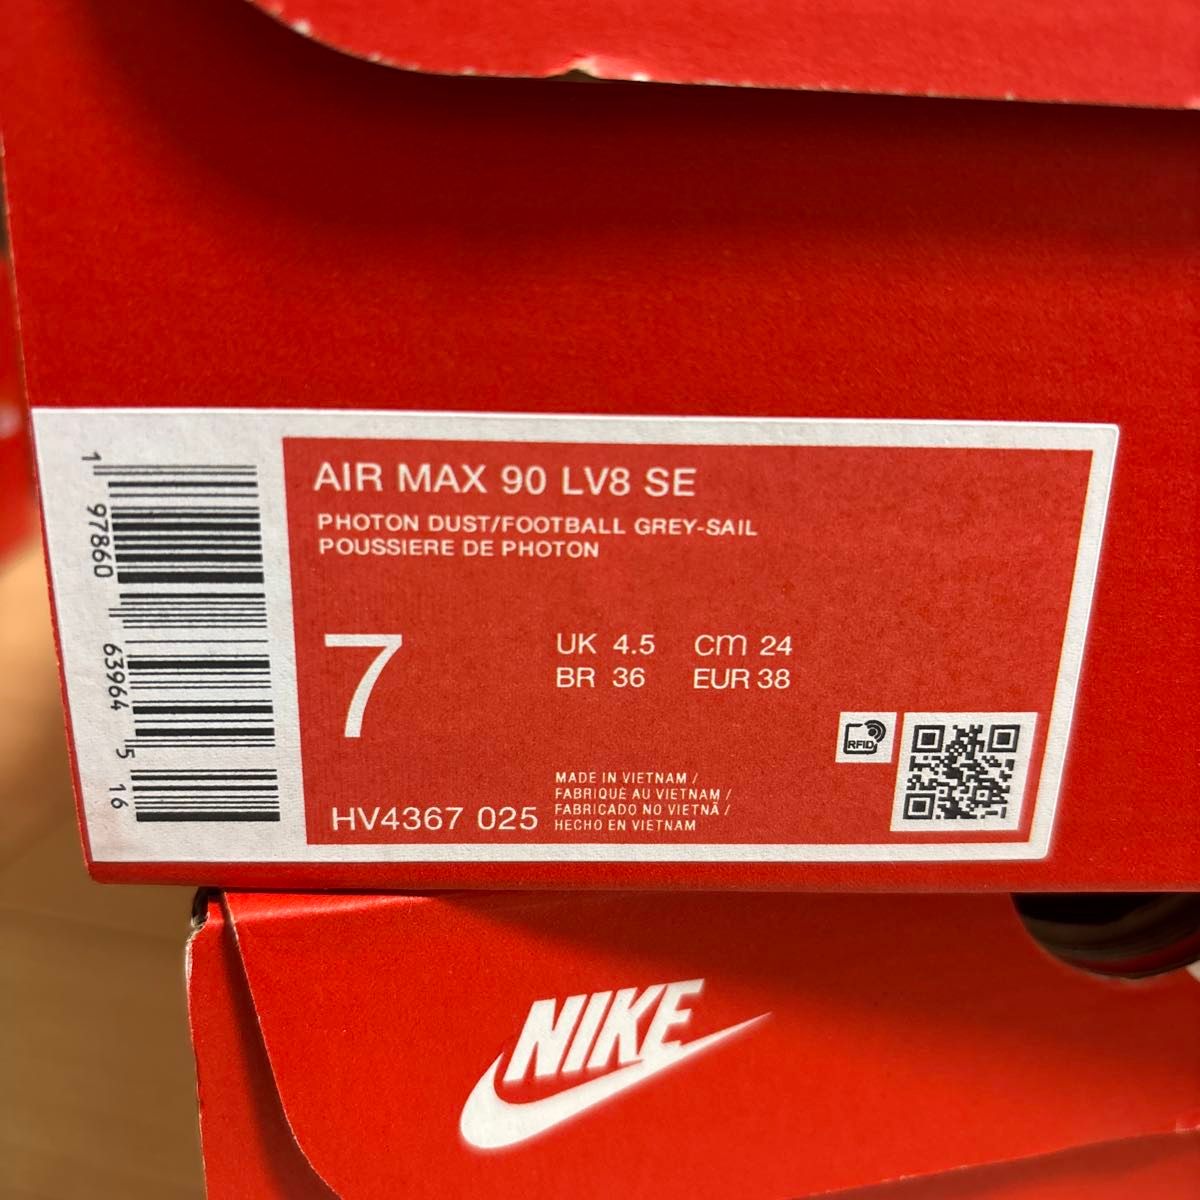 AIR MAX 90 LV8 SE
PHOTON DUST/FOOTBALL GREY-SAIL
POUSSIERE DE PHOTON
7
UK 4.5 cm 24
BR 36 EUR 38
RFID
HV4367 025
MADE IN VIETNAM /
FABRIQUÉ AU VIETNAM /
FABRICADO NO VIETNÃ /
HECHO EN VIETNAM
1 97860 63964 5 16
NIKE